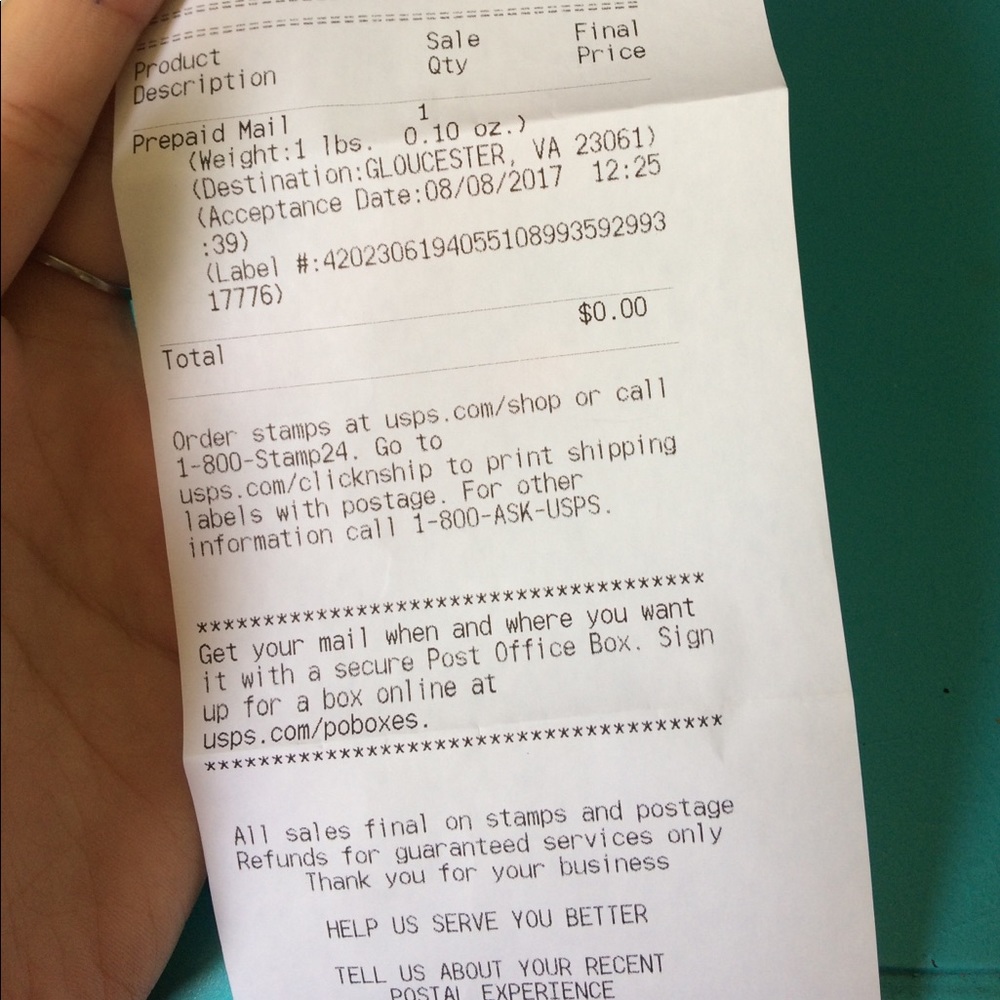 ======================================
======================================
Product Sale Final
Description Qty Price
Prepaid Mail 1
(Weight:1 lbs. 0.10 oz.)
(Destination:GLOUCESTER, VA 23061)
(Acceptance Date:08/08/2017 12:25
:39)
(Label #:420230619405510899359​2993
17776)
$0.00
Total
Order stamps at usps.com/shop or call
1-800-Stamp24. Go to
usps.com/clicknship to print shipping
labels with postage. For other
information call 1-800-ASK-USPS.
**************************************
Get your mail when and where you want
it with a secure Post Office Box. Sign
up for a box online at
usps.com/poboxes.
**************************************
All sales final on stamps and postage
Refunds for guaranteed services only
Thank you for your business
HELP US SERVE YOU BETTER
TELL US ABOUT YOUR RECENT
POSTAL EXPERIENCE